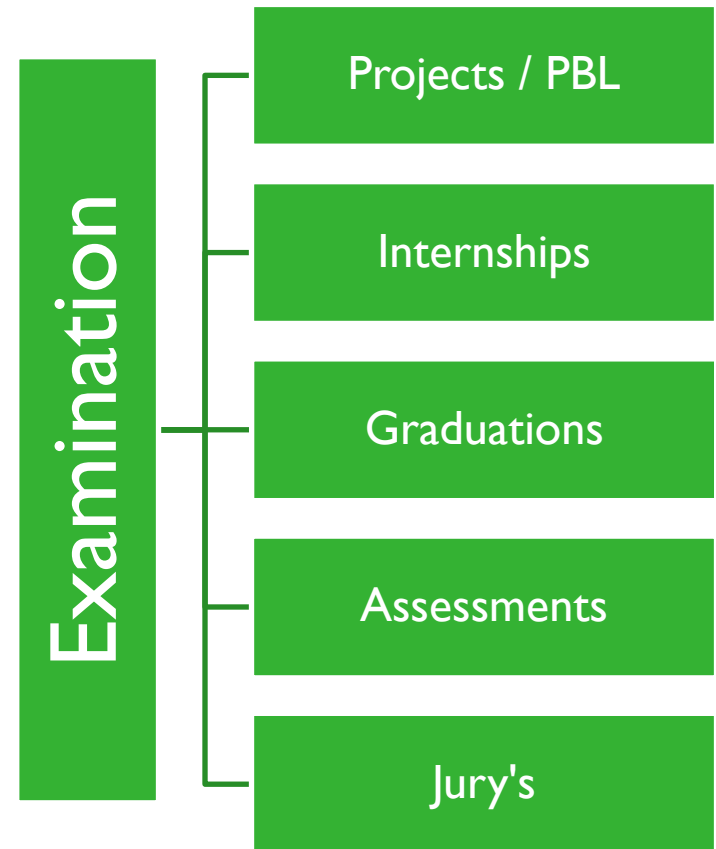 Examination
Projects / PBL
Internships
Graduations
Assessments
Jury's